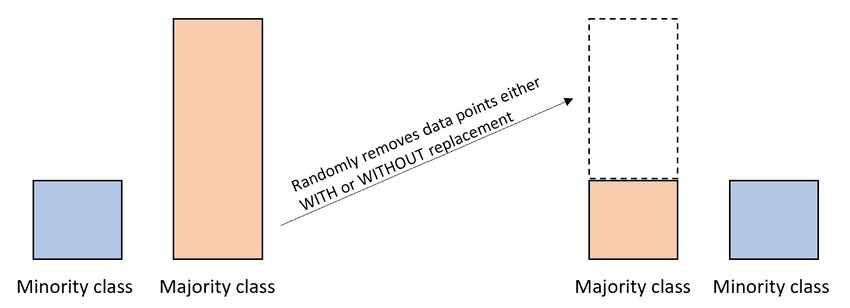 Randomly removes data points either
WITH or WITHOUT replacement
Minority class
Majority class
Majority class
Minority class